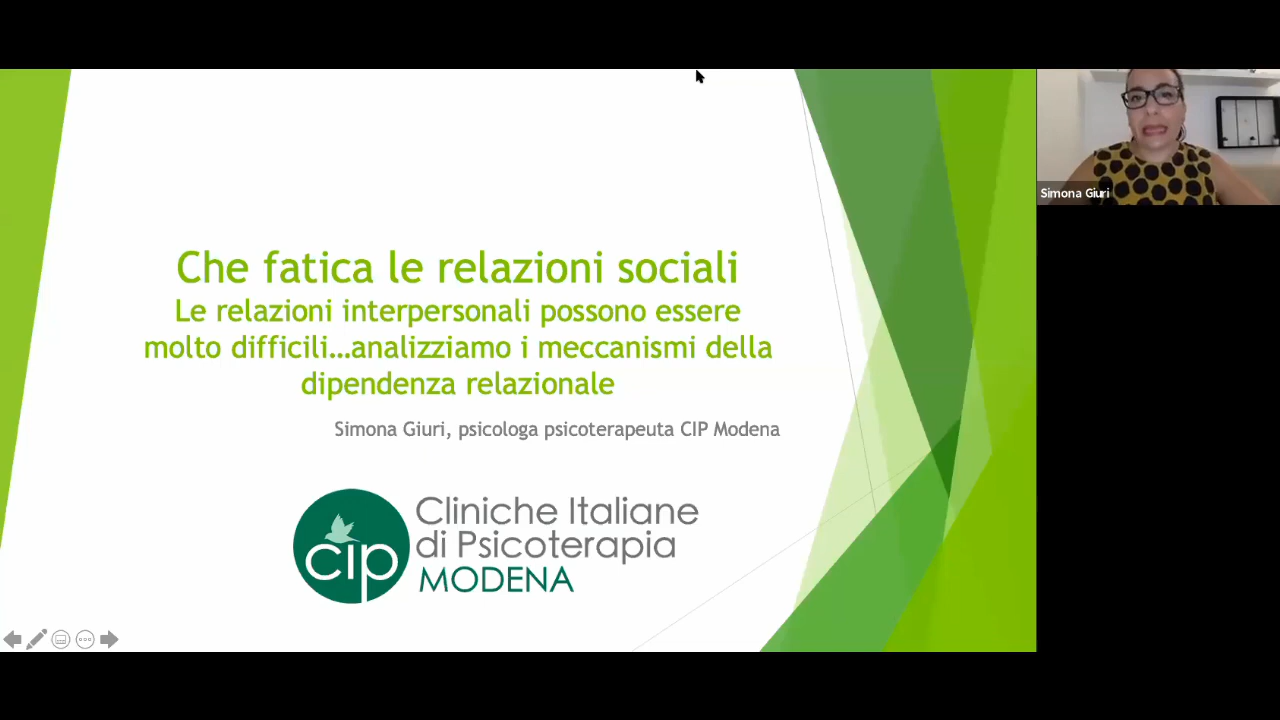 Che fatica le relazioni sociali
Le relazioni interpersonali possono essere
molto difficili...analizziamo i meccanismi della
dipendenza relazionale
Simona Giuri, psicologa psicoterapeuta CIP Modena
cip
Cliniche Italiane
di Psicoterapia
MODENA
Simona Giuri